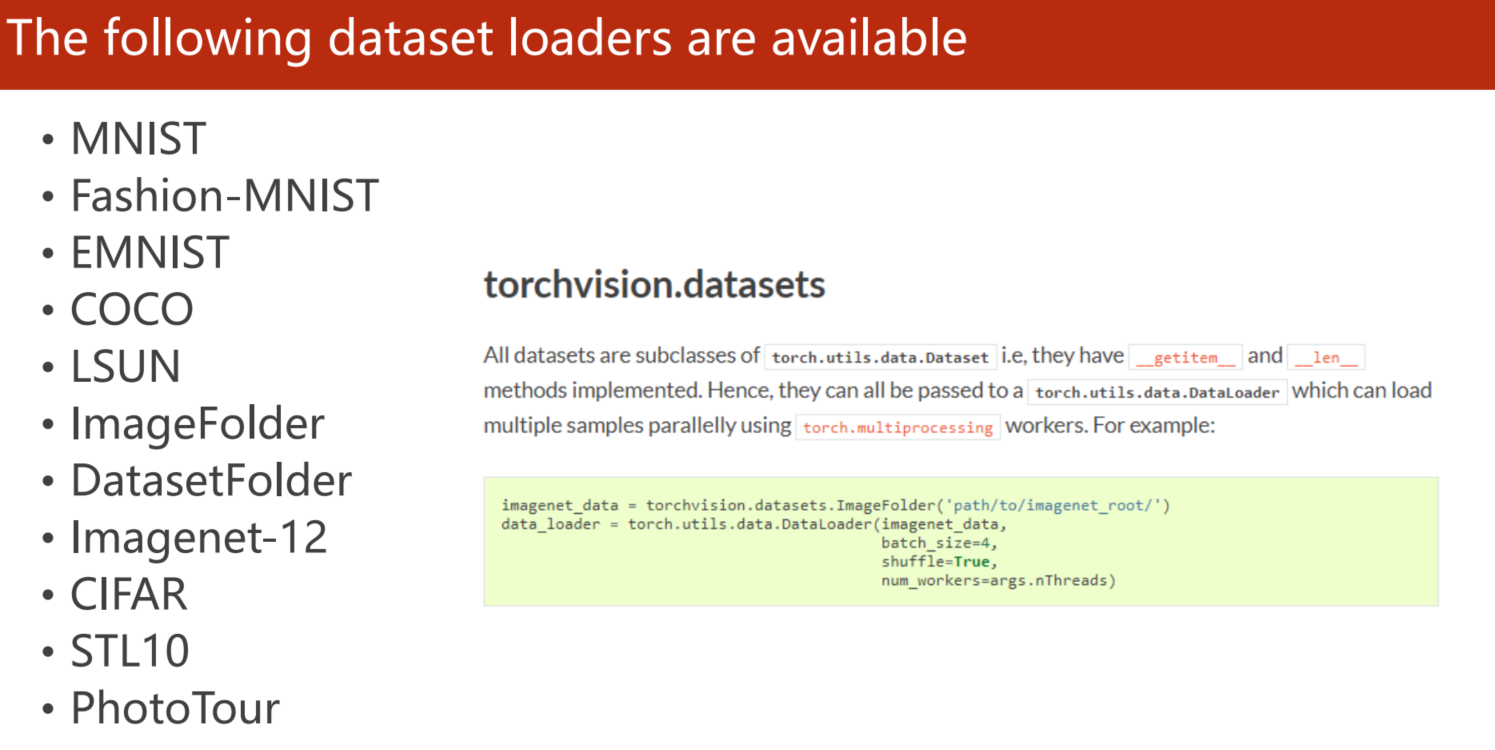 The following dataset loaders are available
• MNIST
• Fashion-MNIST
• EMNIST
• COCO
• LSUN
• ImageFolder
• DatasetFolder
• Imagenet-12
• CIFAR
• STL10
• PhotoTour
torchvision.datasets
All datasets are subclasses of torch.utils.data.Dataset i.e, they have __getitem__ and __len__
methods implemented. Hence, they can all be passed to a torch.utils.data.DataLoader which can load
multiple samples parallelly using torch.multiprocessing workers. For example:
imagenet_data = torchvision.datasets.ImageFolder('path/to/imagenet_root/')
data_loader = torch.utils.data.DataLoader(imagenet_data,
                                          batch_size=4,
                                          shuffle=True,
                                          num_workers=args.nThreads)